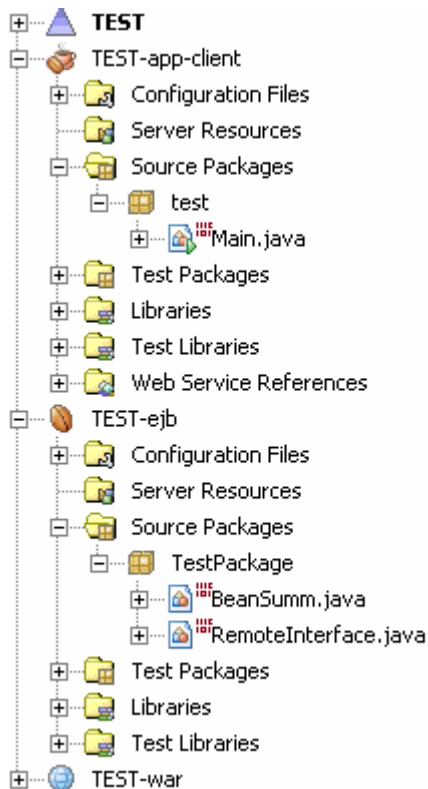 TEST
TEST-app-client
Configuration Files
Server Resources
Source Packages
test
Main.java
Test Packages
Libraries
Test Libraries
Web Service References
TEST-ejb
Configuration Files
Server Resources
Source Packages
TestPackage
BeanSumm.java
RemoteInterface.java
Test Packages
Libraries
Test Libraries
TEST-war